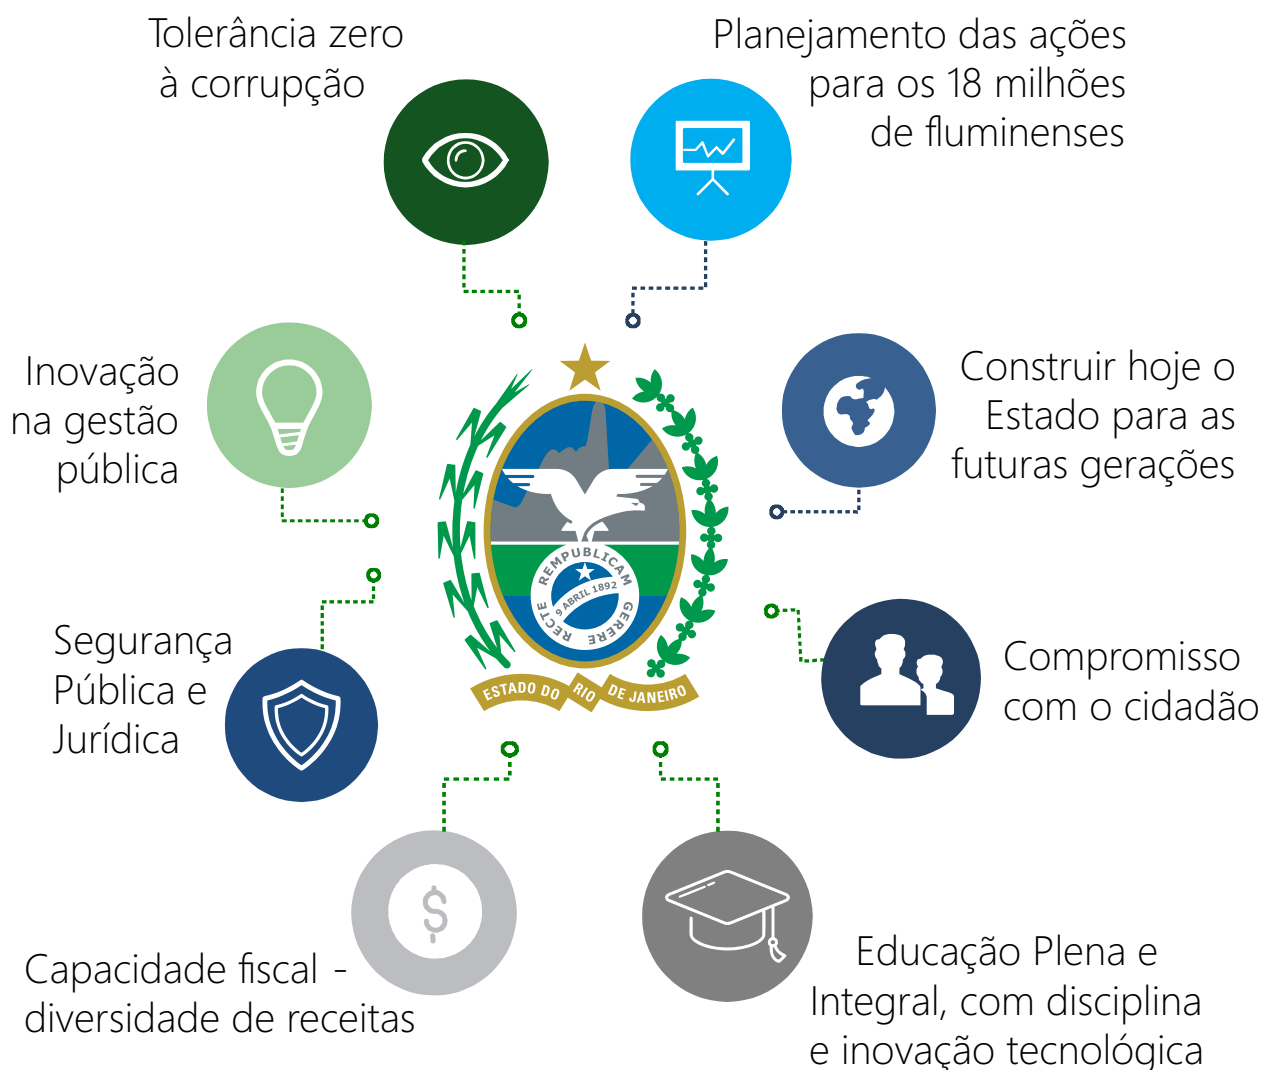 Tolerância zero
à corrupção
Planejamento das ações
para os 18 milhões
de fluminenses
Inovação
na gestão
pública
Construir hoje o
Estado para as
futuras gerações
RECTE REMPUBLICAM GERERE
9 ABRIL 1892
ESTADO DO RIO DE JANEIRO
Segurança
Pública e
Jurídica
Compromisso
com o cidadão
$
Capacidade fiscal -
diversidade de receitas
Educação Plena e
Integral, com disciplina
e inovação tecnológica